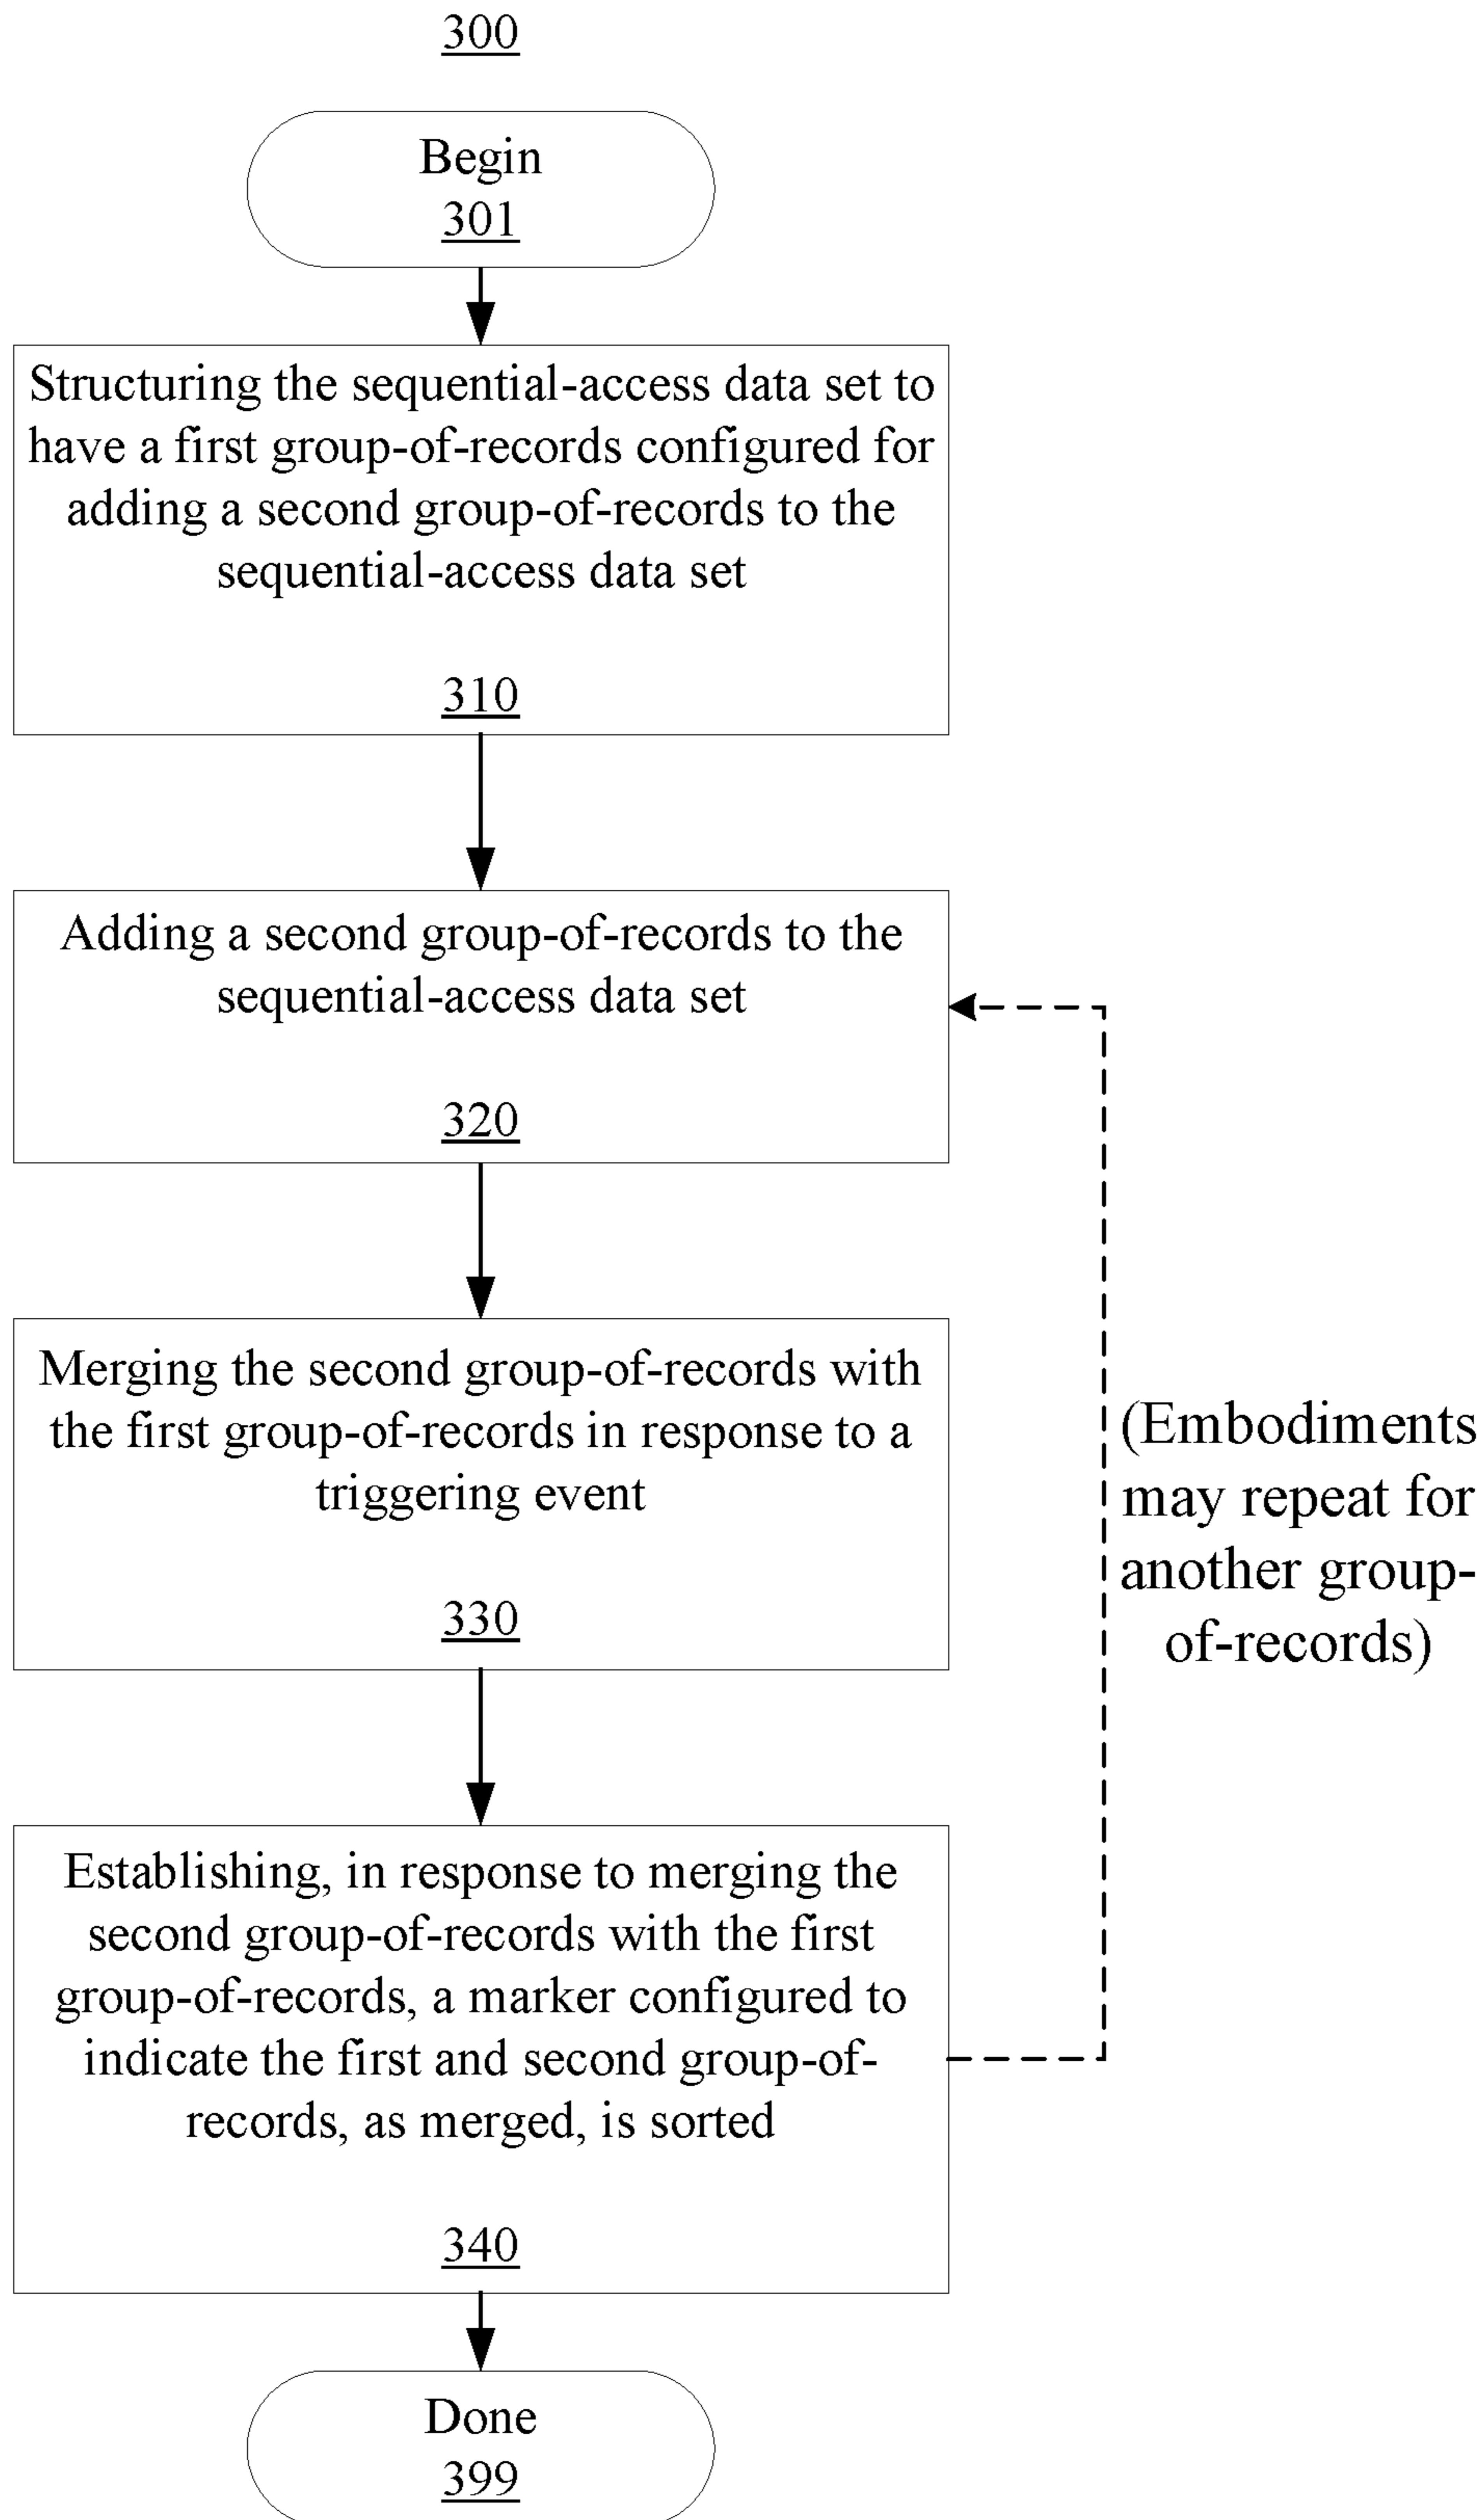 300
Begin
301
Structuring the sequential-access data set to
have a first group-of-records configured for
adding a second group-of-records to the
sequential-access data set
310
Adding a second group-of-records to the
sequential-access data set
320
Merging the second group-of-records with
the first group-of-records in response to a
triggering event
330
(Embodiments
may repeat for
another group-
of-records)
Establishing, in response to merging the
second group-of-records with the first
group-of-records, a marker configured to
indicate the first and second group-of-
records, as merged, is sorted
340
Done
399